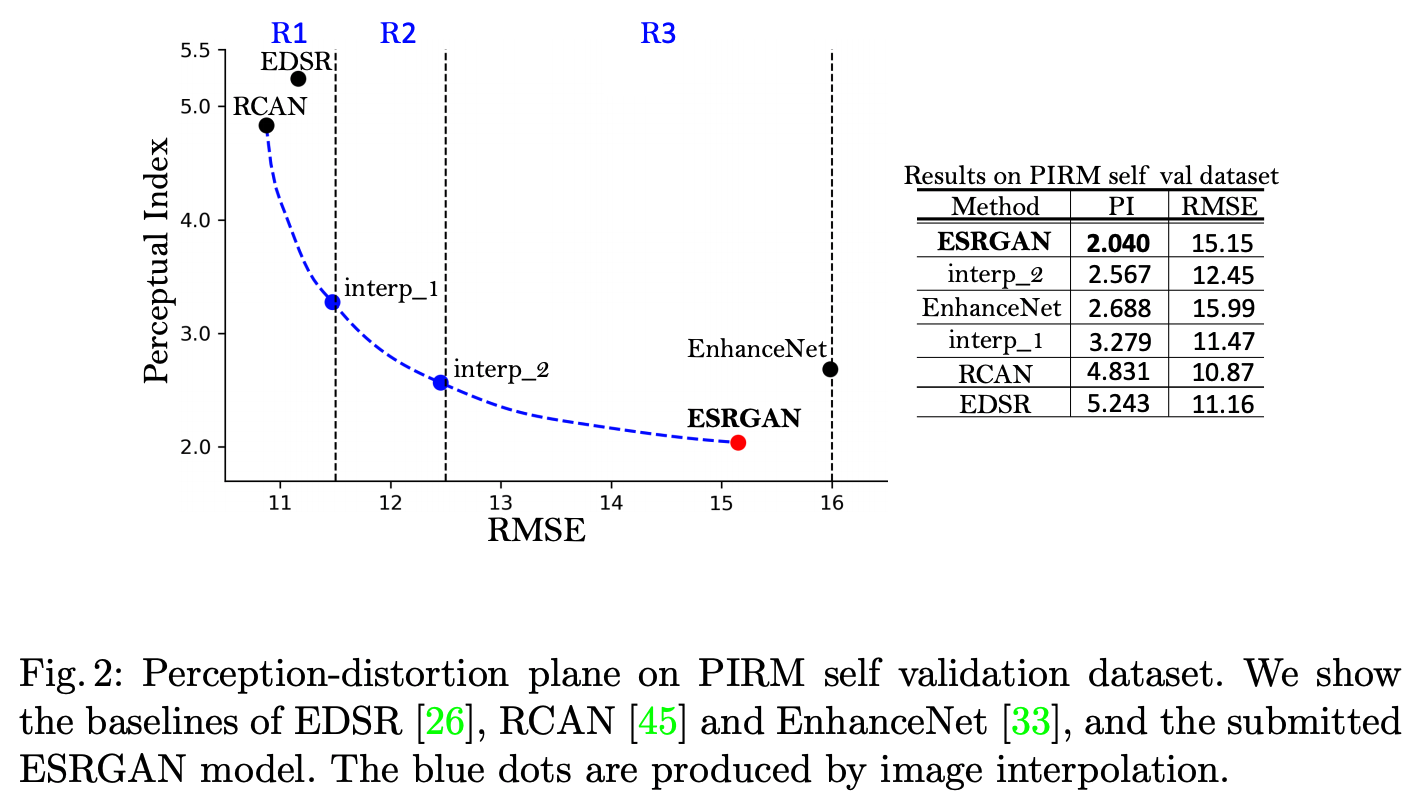 R1 R2 R3
5.5
EDSR
5.0
RCAN
4.0
interp_1
3.0
EnhanceNet
interp_2
ESRGAN
2.0
Perceptual Index
11 12 13 14 15 16
RMSE
Results on PIRM self val dataset
Method PI RMSE
ESRGAN 2.040 15.15
interp_2 2.567 12.45
EnhanceNet 2.688 15.99
interp_1 3.279 11.47
RCAN 4.831 10.87
EDSR 5.243 11.16
Fig. 2: Perception-distortion plane on PIRM self validation dataset. We show
the baselines of EDSR [26], RCAN [45] and EnhanceNet [33], and the submitted
ESRGAN model. The blue dots are produced by image interpolation.